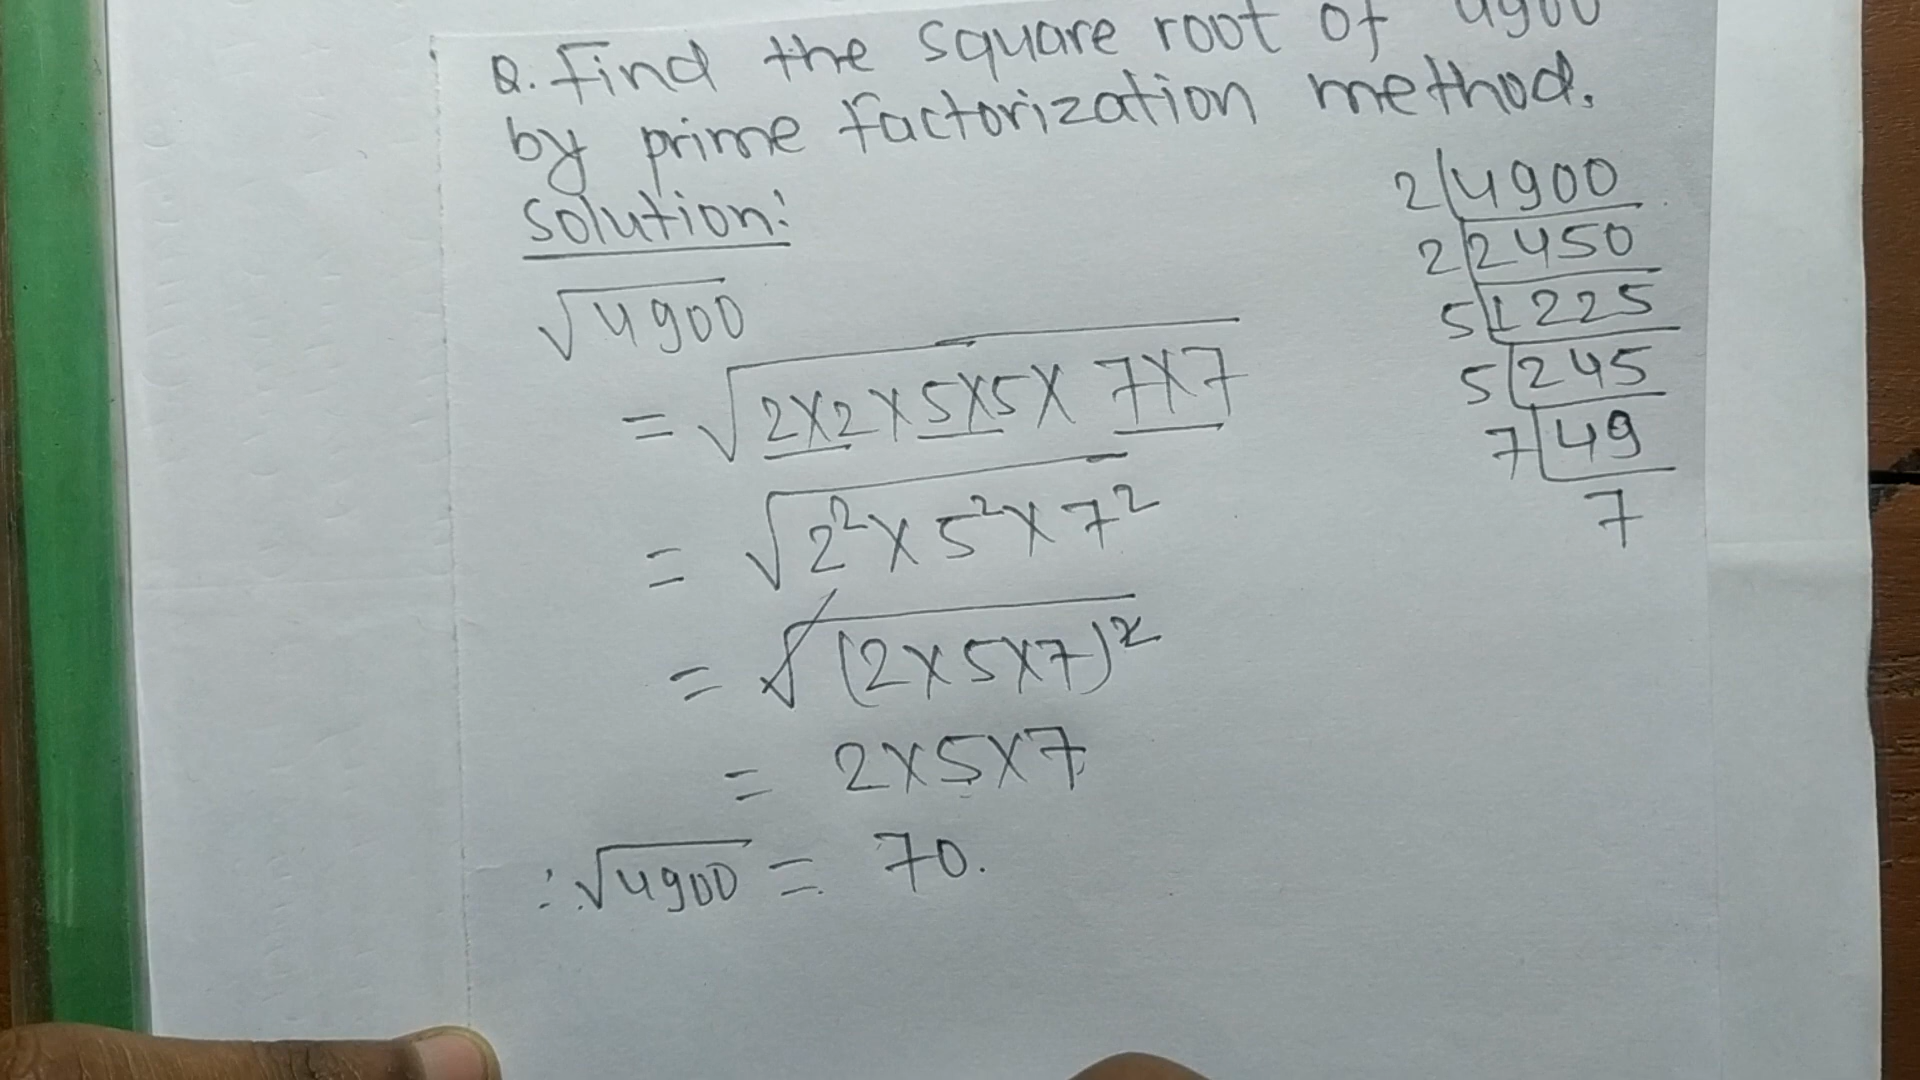 Q. Find the square root of 4900
by prime factorization method.
Solution:
√4900
= √2×2×5×5×7×7
= √2²×5²×7²
= √(2×5×7)²
= 2×5×7
∴ √4900 = 70.
2|4900
2|2450
5|1225
5|245
7|49
7